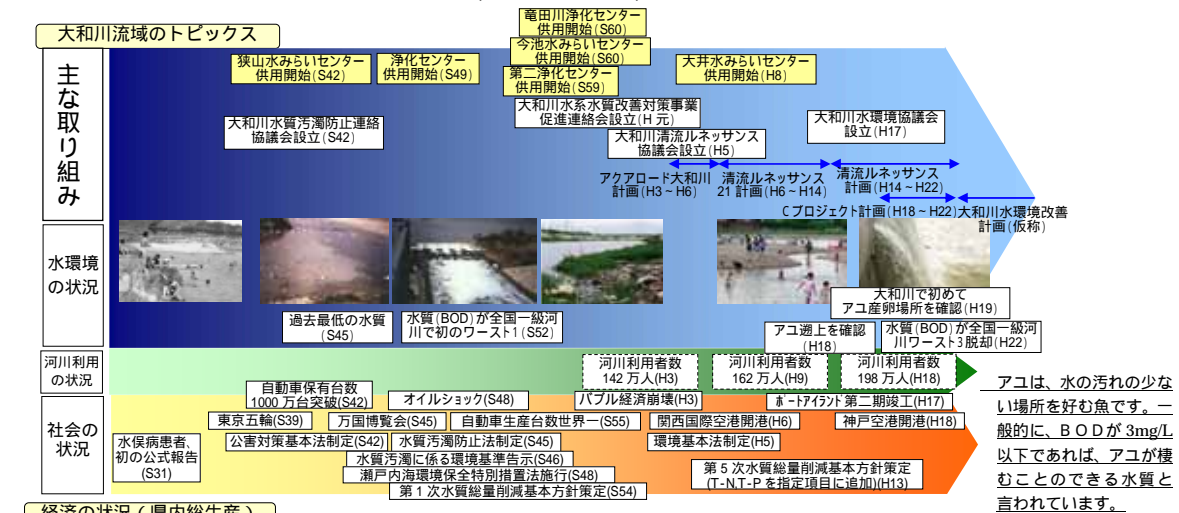 大和川流域のトピックス
主な取り組み
竜田川浄化センター
供用開始(S60)
今池水みらいセンター
供用開始(S60)
狭山水みらいセンター
供用開始(S42)
浄化センター
供用開始(S49)
第二浄化センター
供用開始(S59)
大井水みらいセンター
供用開始(H8)
大和川水系水質改善対策事業
促進連絡会設立(H元)
大和川水質汚濁防止連絡
協議会設立(S42)
大和川清流ルネッサンス
協議会設立(H5)
大和川水環境協議会
設立(H17)
アクアロード大和川
計画(H3~H6)
清流ルネッサンス
21計画(H6~H14)
清流ルネッサンス
計画(H14~H22)
Cプロジェクト計画(H18~H22)
大和川水環境改善
計画(仮称)
水環境
の状況
過去最低の水質
(S45)
水質(BOD)が全国一級河
川で初のワースト1(S52)
大和川で初めて
アユ産卵場所を確認(H19)
アユ遡上を確認
(H18)
水質(BOD)が全国一級河
川ワースト3脱却(H22)
河川利用
の状況
河川利用者数
142万人(H3)
河川利用者数
162万人(H9)
河川利用者数
198万人(H18)
社会の
状況
自動車保有台数
1000万台突破(S42)
オイルショック(S48)
バブル経済崩壊(H3)
ポートアイランド第二期竣工(H17)
東京五輪(S39)
万国博覧会(S45)
自動車生産台数世界一(S55)
関西国際空港開港(H6)
神戸空港開港(H18)
水俣病患者、
初の公式報告
(S31)
公害対策基本法制定(S42)
水質汚濁防止法制定(S45)
環境基本法制定(H5)
水質汚濁に係る環境基準告示(S46)
瀬戸内海環境保全特別措置法施行(S48)
第1次水質総量削減基本方針策定(S54)
第5次水質総量削減基本方針策定
(T-N,T-Pを指定項目に追加)(H13)
アユは、水の汚れの少な
い場所を好む魚です。一
般的に、BODが3mg/L
以下であれば、アユが棲
むことのできる水質と
言われています。
経済の状況(県内総生産)